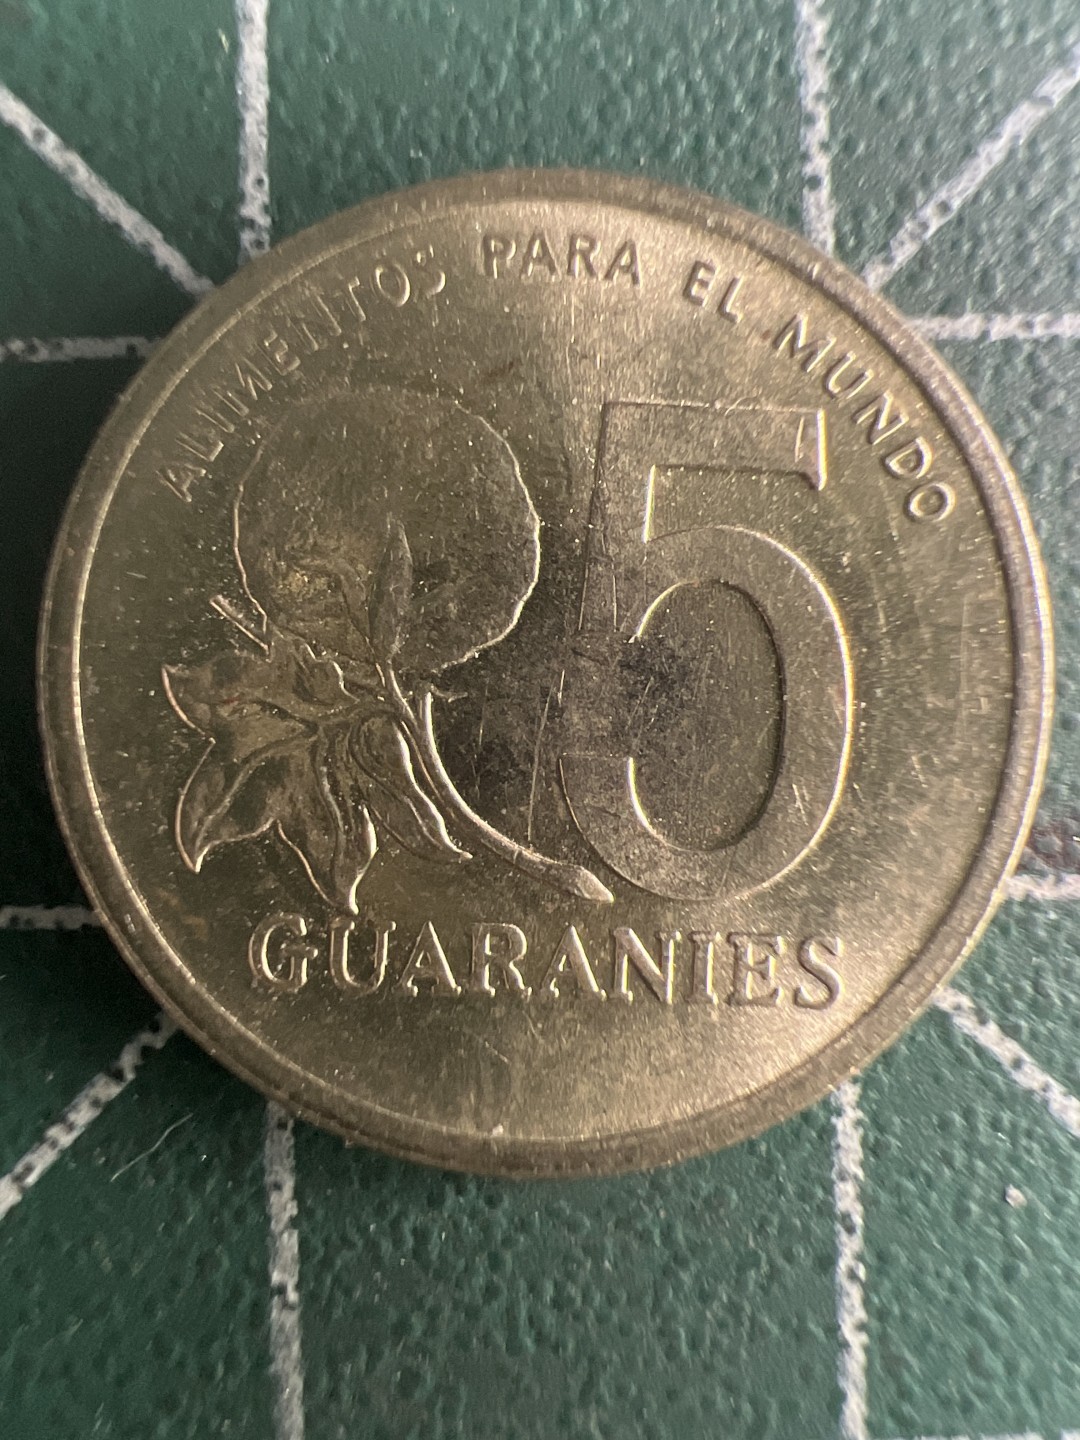 ALIMENTOS PARA EL MUNDO
5
GUARANIES